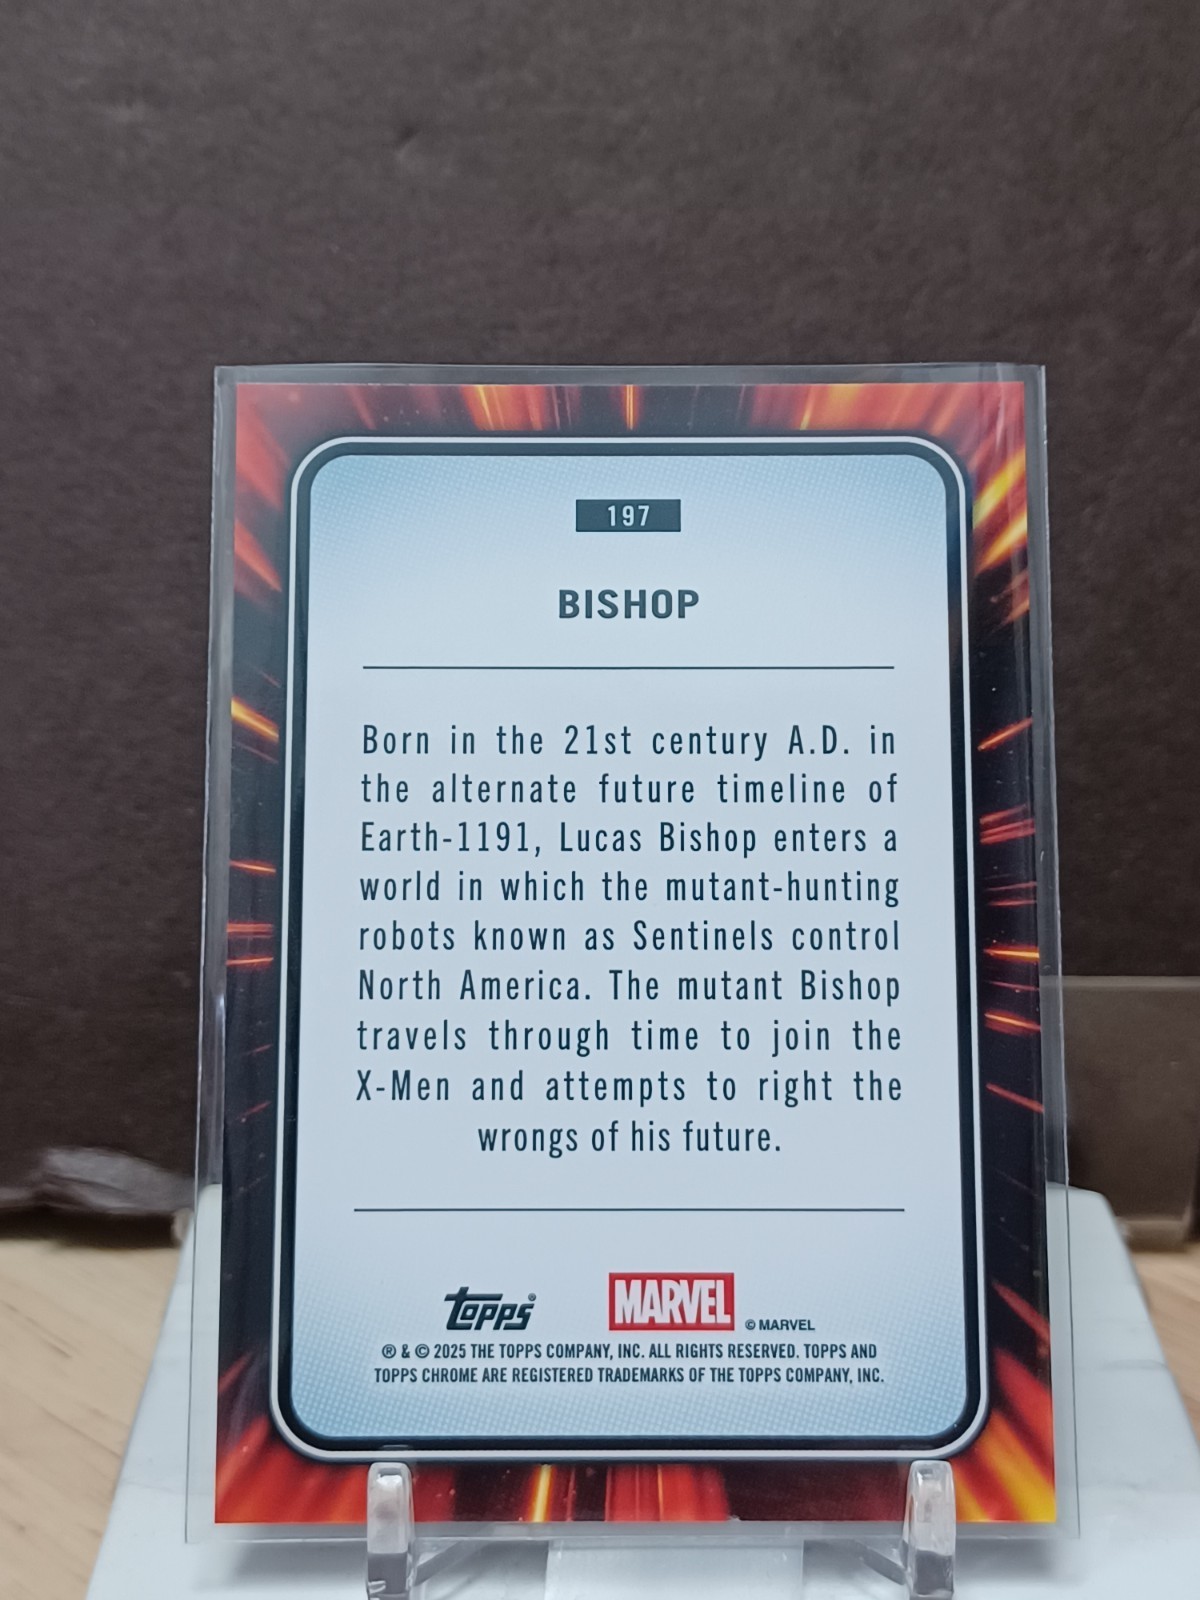 197
BISHOP
Born in the 21st century A.D. in
the alternate future timeline of
Earth-1191, Lucas Bishop enters a
world in which the mutant-hunting
robots known as Sentinels control
North America. The mutant Bishop
travels through time to join the
X-Men and attempts to right the
wrongs of his future.
Topps® MARVEL © MARVEL
® & © 2025 THE TOPPS COMPANY, INC. ALL RIGHTS RESERVED. TOPPS AND
TOPPS CHROME ARE REGISTERED TRADEMARKS OF THE TOPPS COMPANY, INC.